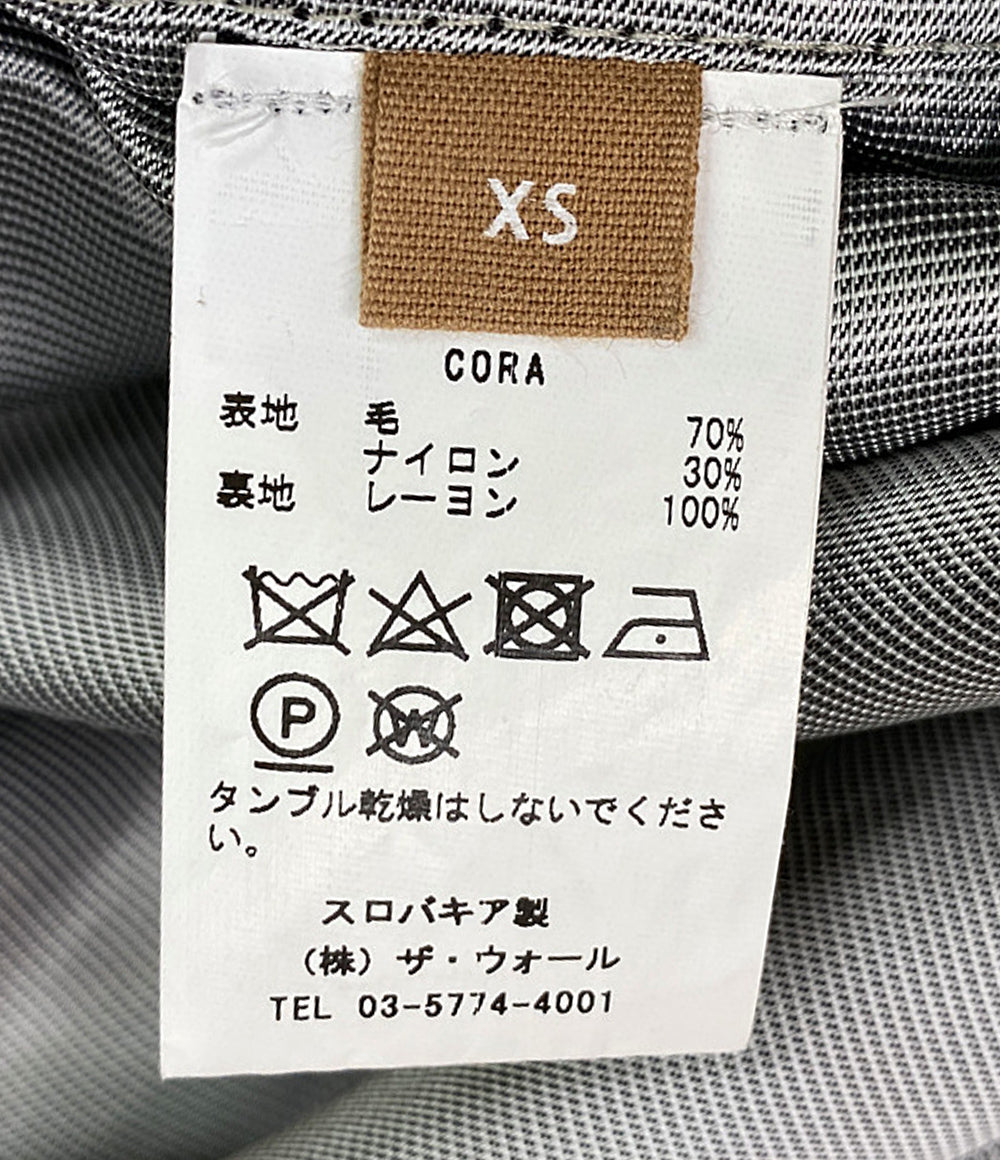 XS
CORA
表地 毛 70%
ナイロン 30%
裏地 レーヨン 100%
P
W
タンブル乾燥はしないでくださ
い。
スロバキア製
(株) ザ・ウォール
TEL 03-5774-4001